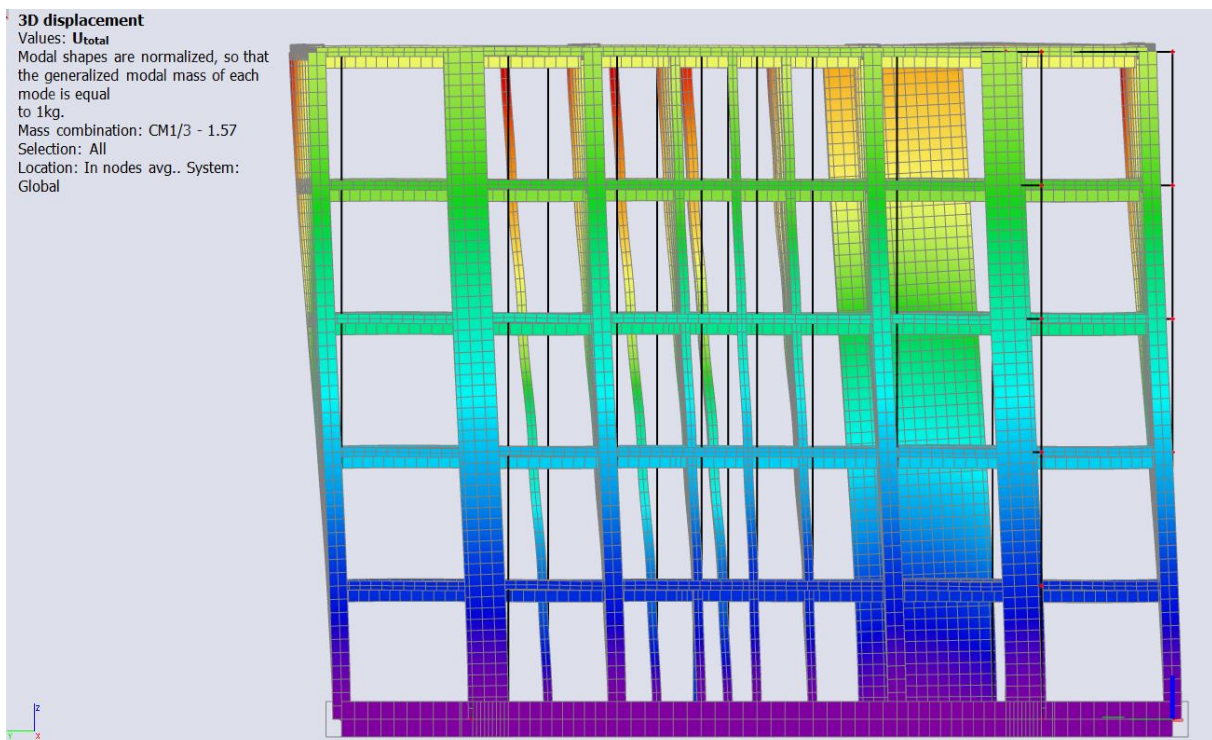 3D displacement
Values: Utotal
Modal shapes are normalized, so that
the generalized modal mass of each
mode is equal
to 1kg.
Mass combination: CM1/3 - 1.57
Selection: All
Location: In nodes avg.. System:
Global
z
Y X